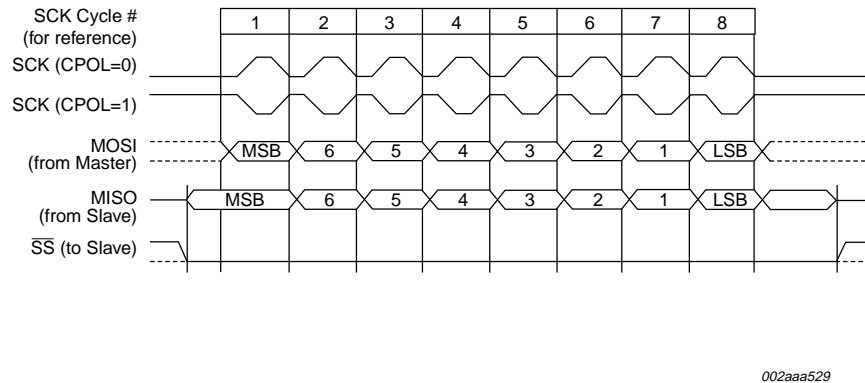 SCK Cycle #
(for reference)
1 2 3 4 5 6 7 8
SCK (CPOL=0)
SCK (CPOL=1)
MOSI
(from Master)
MSB 6 5 4 3 2 1 LSB
MISO
(from Slave)
MSB 6 5 4 3 2 1 LSB
SS (to Slave)
002aaa529